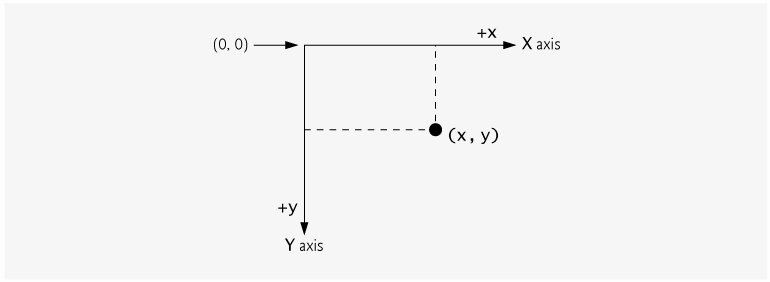 +x
(0, 0)
X axis
(x, y)
+y
Y axis